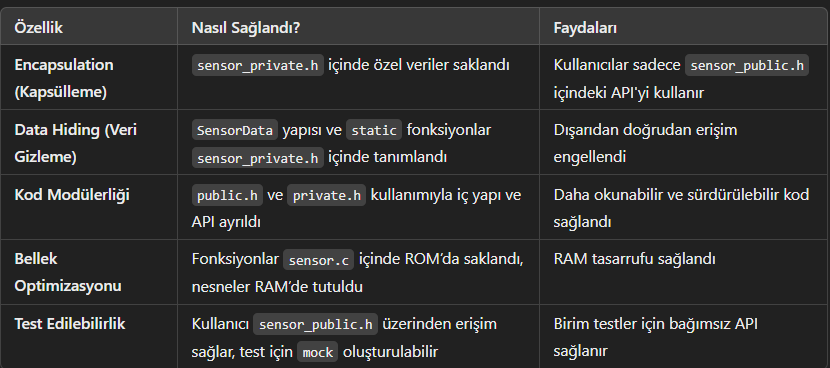 Özellik Nasıl Sağlandı? Faydaları
Encapsulation
(Kapsülleme)
sensor_private.h içinde özel veriler saklandı
Kullanıcılar sadece sensor_public.h
içindeki API'yi kullanır
Data Hiding (Veri
Gizleme)
SensorData yapısı ve static fonksiyonlar
sensor_private.h içinde tanımlandı
Dışarıdan doğrudan erişim
engellendi
Kod Modülerliği
public.h ve private.h kullanımıyla iç yapı ve
API ayrıldı
Daha okunabilir ve sürdürülebilir kod
sağlandı
Bellek
Optimizasyonu
Fonksiyonlar sensor.c içinde ROM’da saklandı,
nesneler RAM’de tutuldu
RAM tasarrufu sağlandı
Test Edilebilirlik
Kullanıcı sensor_public.h üzerinden erişim
sağlar, test için mock oluşturulabilir
Birim testler için bağımsız API
sağlanır